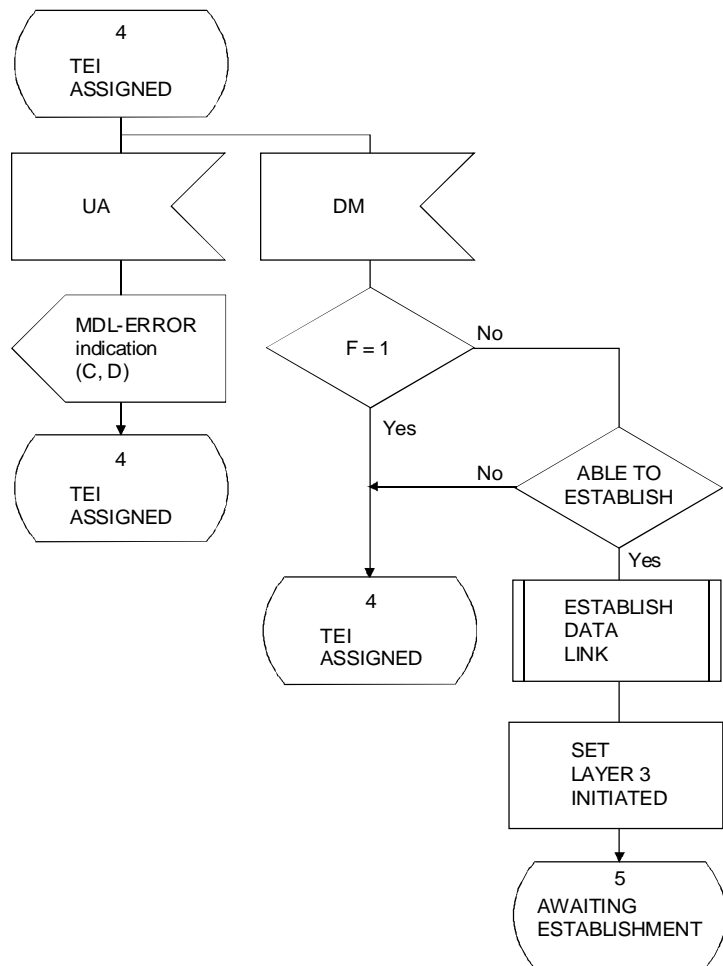 4
TEI
ASSIGNED
UA
DM
MDL-ERROR
indication
(C, D)
F = 1
No
Yes
4
TEI
ASSIGNED
No
ABLE TO
ESTABLISH
Yes
4
TEI
ASSIGNED
ESTABLISH
DATA
LINK
SET
LAYER 3
INITIATED
5
AWAITING
ESTABLISHMENT